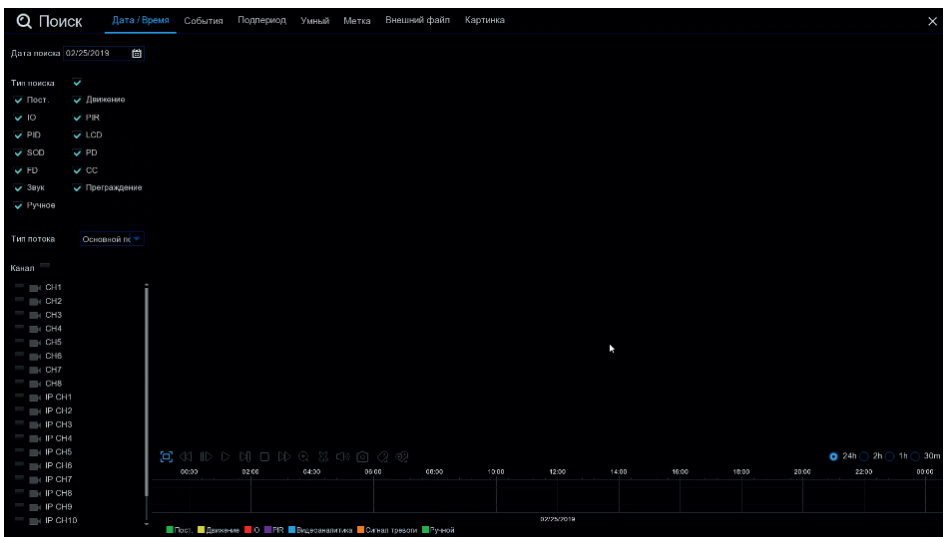 Поиск Дата / Время События Подпериод Умный Метка Внешний файл Картинка
Дата поиска 02/25/2019
Тип поиска
Пост. Движение
IO PIR
PID LCD
SOD PD
FD CC
Звук Преграждение
Ручное
Тип потока Основной по
Канал
CH1
CH2
CH3
CH4
CH5
CH6
CH7
CH8
IP CH1
IP CH2
IP CH3
IP CH4
IP CH5
IP CH6
IP CH7
IP CH8
IP CH9
IP CH10
24h 2h 1h 30m
00:00 02:00 04:00 06:00 08:00 10:00 12:00 14:00 16:00 18:00 20:00 22:00 00:00
02/25/2019
Пост. Движение IO PIR Видеоаналитика Сигнал тревоги Ручной